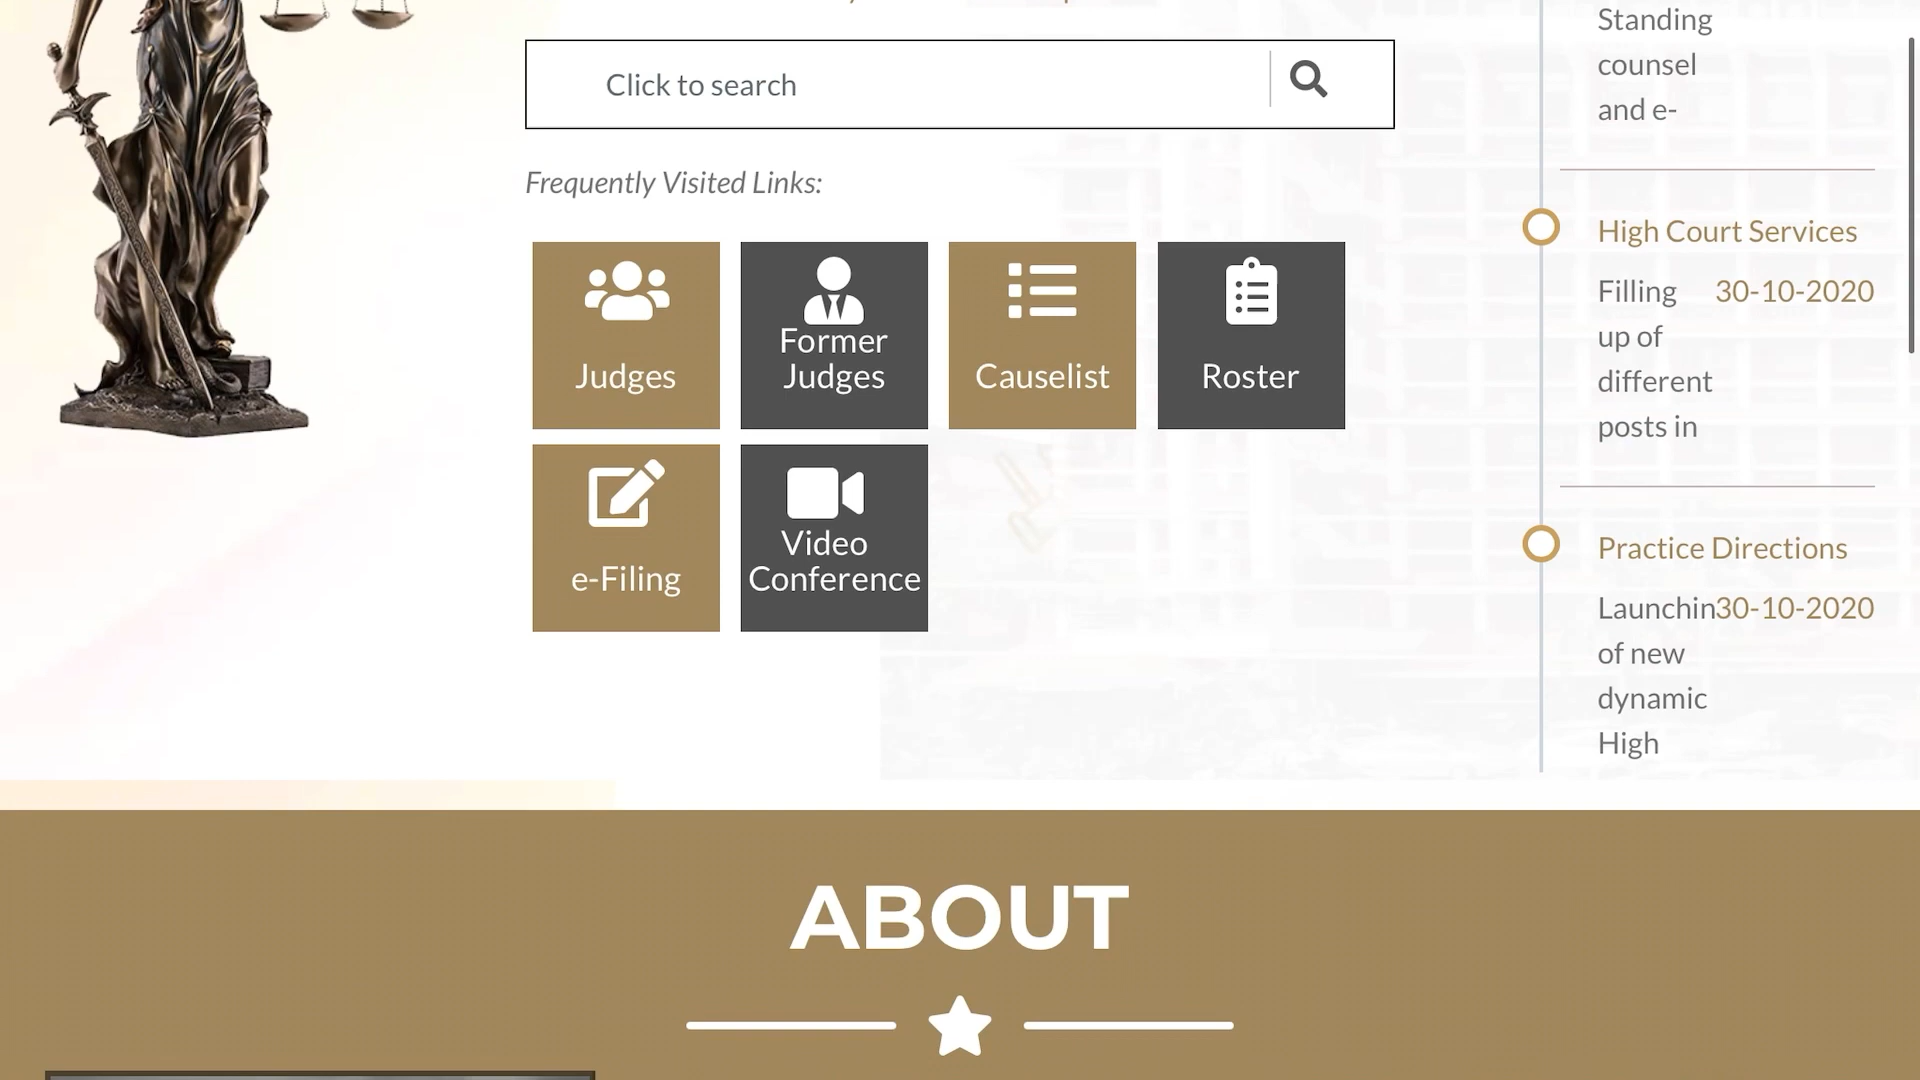 Click to search
Frequently Visited Links:
Judges
Former
Judges
Causelist
Roster
e-Filing
Video
Conference
Standing
counsel
and e-
High Court Services
Filling 30-10-2020
up of
different
posts in
Practice Directions
Launchin30-10-2020
of new
dynamic
High
ABOUT